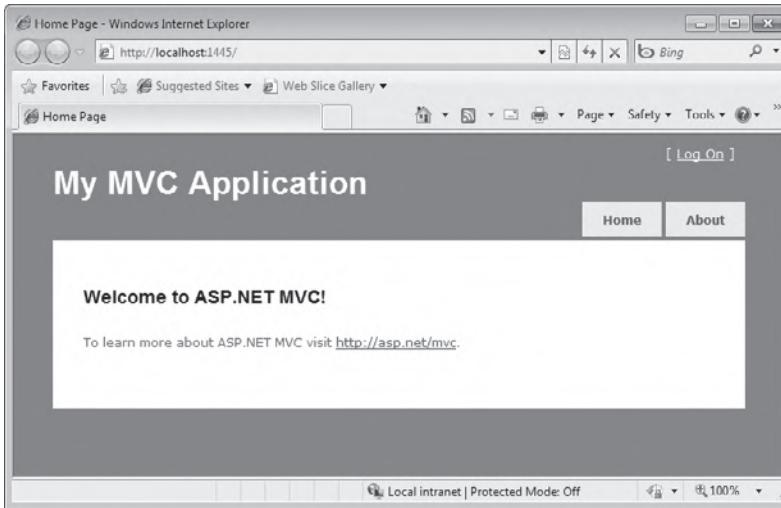 Home Page - Windows Internet Explorer
http://localhost:1445/
Bing
Favorites
Suggested Sites
Web Slice Gallery
Home Page
Page
Safety
Tools
[ Log On ]
My MVC Application
Home
About
Welcome to ASP.NET MVC!
To learn more about ASP.NET MVC visit http://asp.net/mvc.
Local intranet | Protected Mode: Off
100%